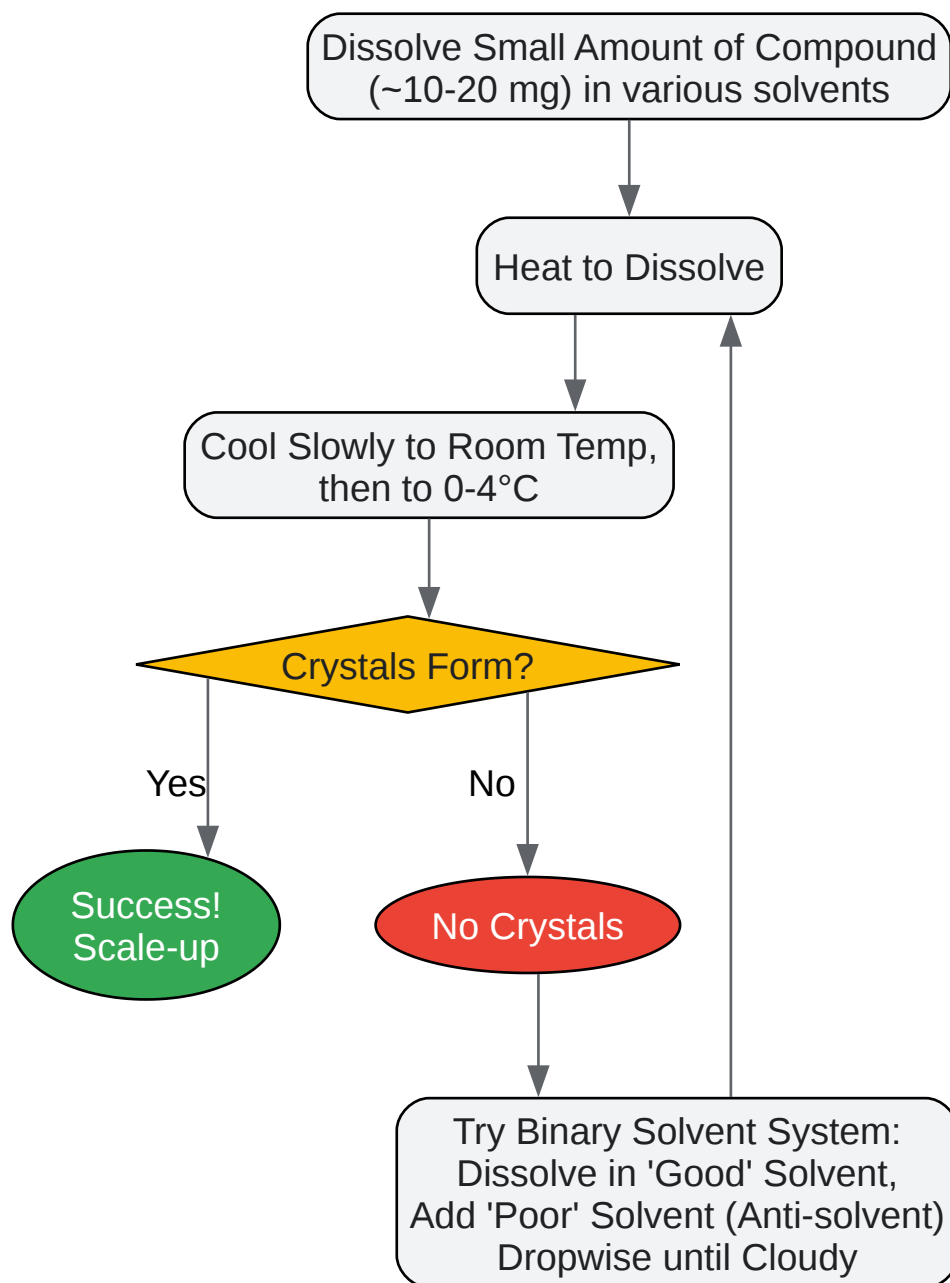 Dissolve Small Amount of Compound
(~10-20 mg) in various solvents
Heat to Dissolve
Cool Slowly to Room Temp,
then to 0-4°C
Crystals Form?
Yes
No
Success!
Scale-up
No Crystals
Try Binary Solvent System:
Dissolve in 'Good' Solvent,
Add 'Poor' Solvent (Anti-solvent)
Dropwise until Cloudy